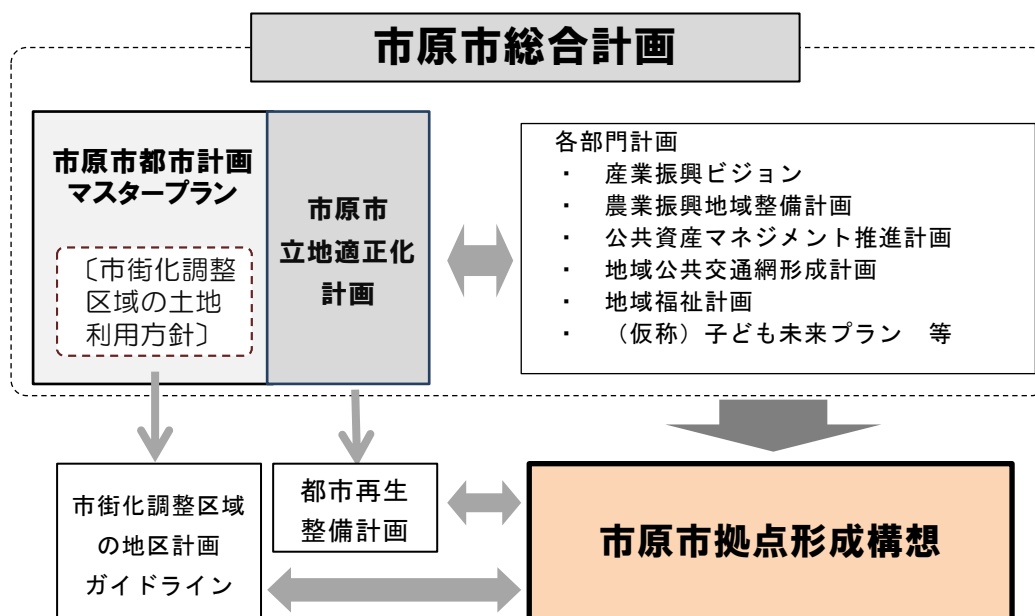 市原市総合計画
市原市都市計画
マスタープラン
〔市街化調整
区域の土地
利用方針〕
市原市
立地適正化
計画
各部門計画
・ 産業振興ビジョン
・ 農業振興地域整備計画
・ 公共資産マネジメント推進計画
・ 地域公共交通網形成計画
・ 地域福祉計画
・ （仮称）子ども未来プラン 等
市街化調整区域
の地区計画
ガイドライン
都市再生
整備計画
市原市拠点形成構想